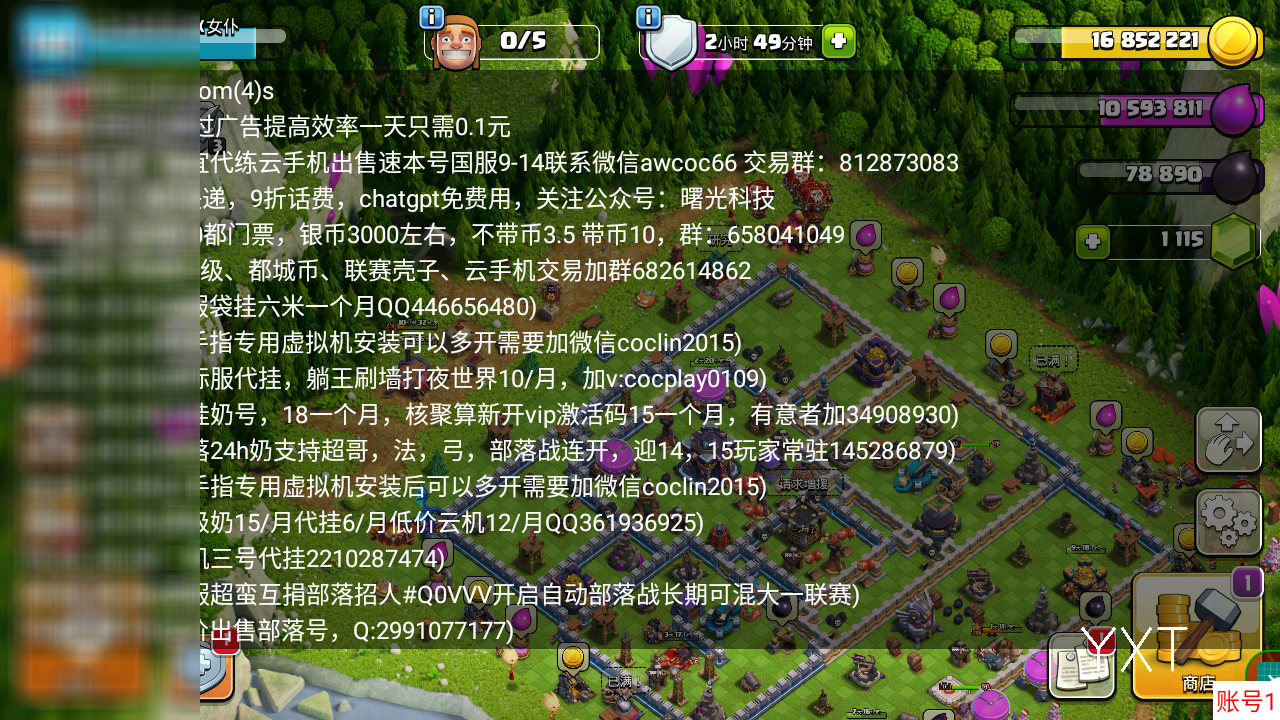 女仆
0/5
2小时 49分钟
16 852 221
10 593 811
78 890
1 115
om(4)s
过广告提高效率一天只需0.1元
代练云手机出售速本号国服9-14联系微信awcoc66 交易群：812873083
递，9折话费，chatgpt免费用，关注公众号：曙光科技
都门票，银币3000左右，不带币3.5 带币10，群：658041049
级、都城币、联赛壳子、云手机交易加群682614862
袋挂六米一个月QQ446656480)
手指专用虚拟机安装可以多开需要加微信coclin2015)
服代挂，躺王刷墙打夜世界10/月，加v:cocplay0109)
挂奶号，18一个月，核聚算新开vip激活码15一个月，有意者加34908930)
落24h奶支持超哥，法，弓，部落战连开，迎14，15玩家常驻145286879)
手指专用虚拟机安装后可以多开需要加微信coclin2015)
奶15/月代挂6/月低价云机12/月QQ361936925)
三号代挂2210287474)
超蛮互捐部落招人#Q0VVV开启自动部落战长期可混大一联赛)
出售部落号，Q:2991077177)
已满！
请求增援
已满！
1
商店
YXT
账号1